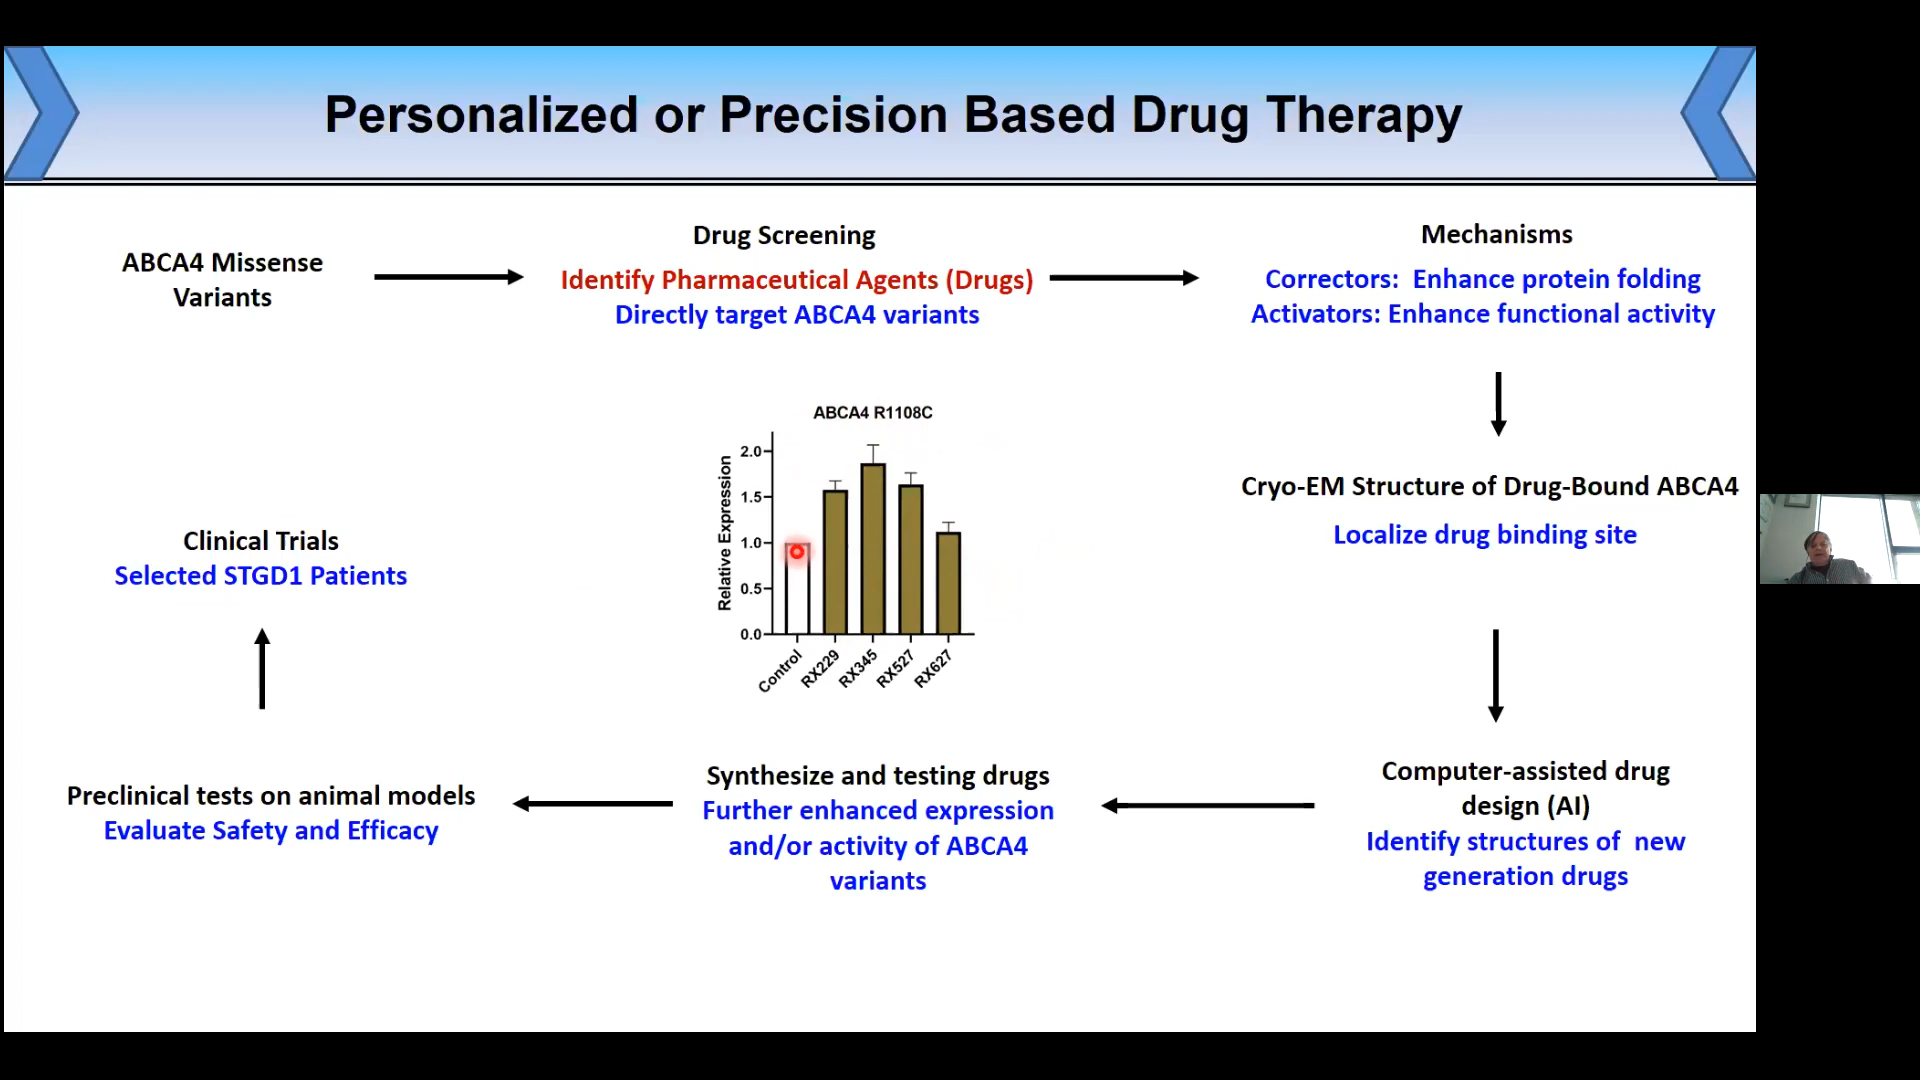 Personalized or Precision Based Drug Therapy
ABCA4 Missense
Variants
Drug Screening
Identify Pharmaceutical Agents (Drugs)
Directly target ABCA4 variants
Mechanisms
Correctors:  Enhance protein folding
Activators: Enhance functional activity
ABCA4 R1108C
Relative Expression
2.0
1.5
1.0
0.5
0.0
Control
RX229
RX345
RX527
RX627
Cryo-EM Structure of Drug-Bound ABCA4
Localize drug binding site
Computer-assisted drug
design (AI)
Identify structures of  new
generation drugs
Synthesize and testing drugs
Further enhanced expression
and/or activity of ABCA4
variants
Preclinical tests on animal models
Evaluate Safety and Efficacy
Clinical Trials
Selected STGD1 Patients